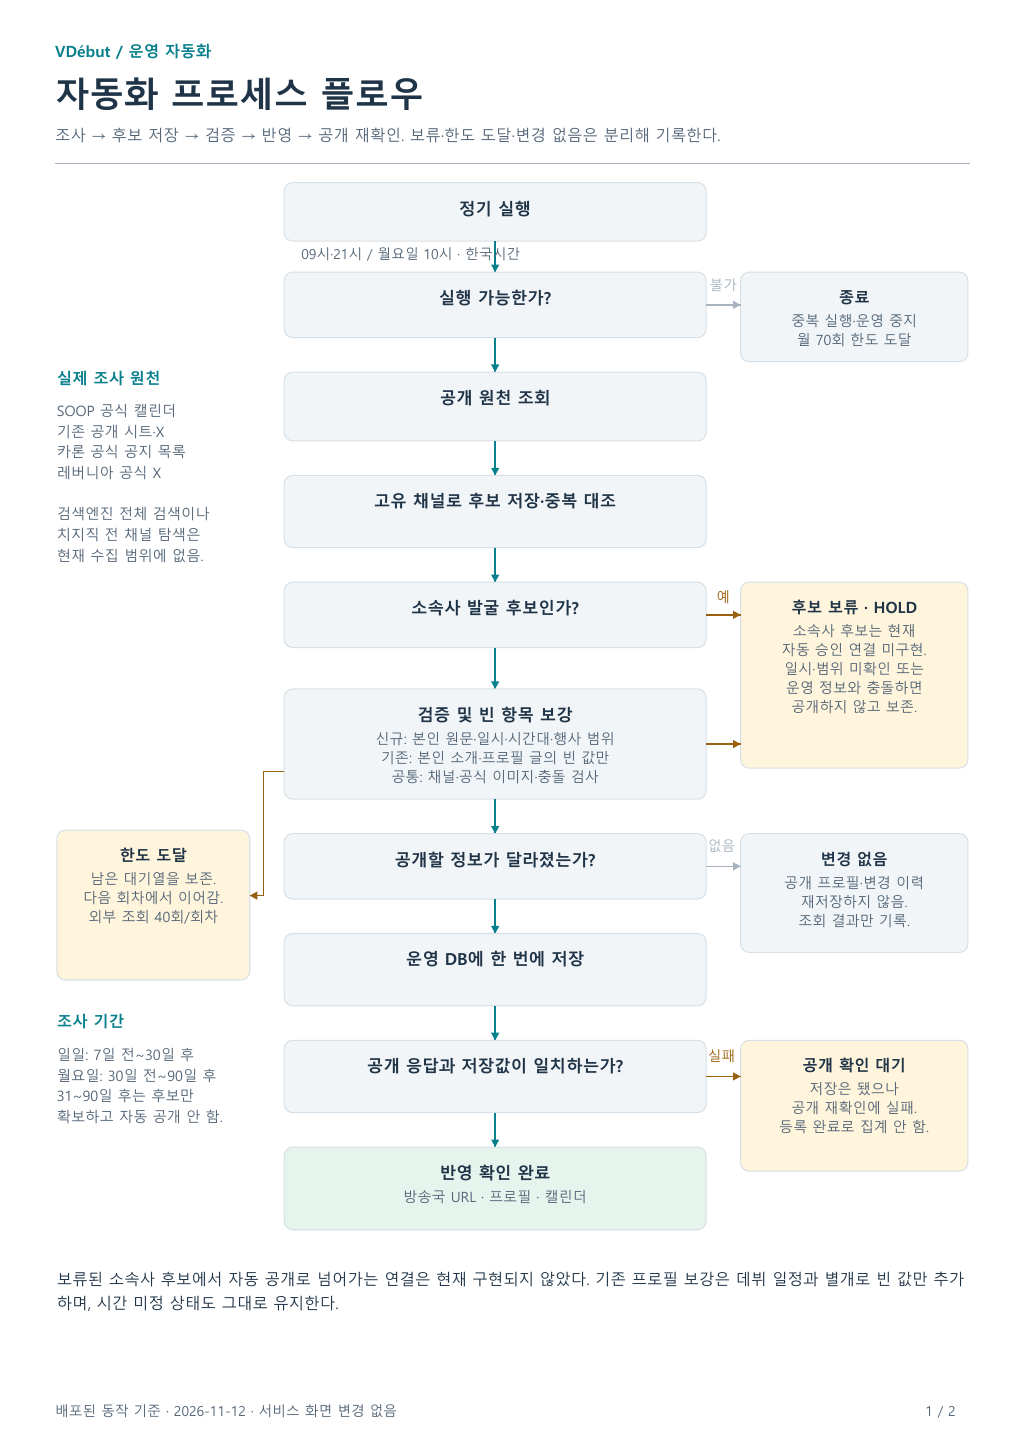 VDébut / 운영 자동화
자동화 프로세스 플로우
조사 → 후보 저장 → 검증 → 반영 → 공개 재확인. 보류·한도 도달·변경 없음은 분리해 기록한다.
정기 실행
09시·21시 / 월요일 10시 · 한국시간
실행 가능한가?
불가
종료
중복 실행·운영 중지
월 70회 한도 도달
실제 조사 원천
SOOP 공식 캘린더
기존 공개 시트·X
카론 공식 공지 목록
레버니아 공식 X
검색엔진 전체 검색이나
치지직 전 채널 탐색은
현재 수집 범위에 없음.
공개 원천 조회
고유 채널로 후보 저장·중복 대조
소속사 발굴 후보인가?
예
후보 보류 · HOLD
소속사 후보는 현재
자동 승인 연결 미구현.
일시·범위 미확인 또는
운영 정보와 충돌하면
공개하지 않고 보존.
검증 및 빈 항목 보강
신규: 본인 원문·일시·시간대·행사 범위
기존: 본인 소개·프로필 글의 빈 값만
공통: 채널·공식 이미지·충돌 검사
한도 도달
남은 대기열을 보존.
다음 회차에서 이어감.
외부 조회 40회/회차
공개할 정보가 달라졌는가?
없음
변경 없음
공개 프로필·변경 이력
재저장하지 않음.
조회 결과만 기록.
운영 DB에 한 번에 저장
조사 기간
일일: 7일 전~30일 후
월요일: 30일 전~90일 후
31~90일 후는 후보만
확보하고 자동 공개 안 함.
공개 응답과 저장값이 일치하는가?
실패
공개 확인 대기
저장은 됐으나
공개 재확인에 실패.
등록 완료로 집계 안 함.
반영 확인 완료
방송국 URL · 프로필 · 캘린더
보류된 소속사 후보에서 자동 공개로 넘어가는 연결은 현재 구현되지 않았다. 기존 프로필 보강은 데뷔 일정과 별개로 빈 값만 추가
하며, 시간 미정 상태도 그대로 유지한다.
배포된 동작 기준 · 2026-11-12 · 서비스 화면 변경 없음
1 / 2